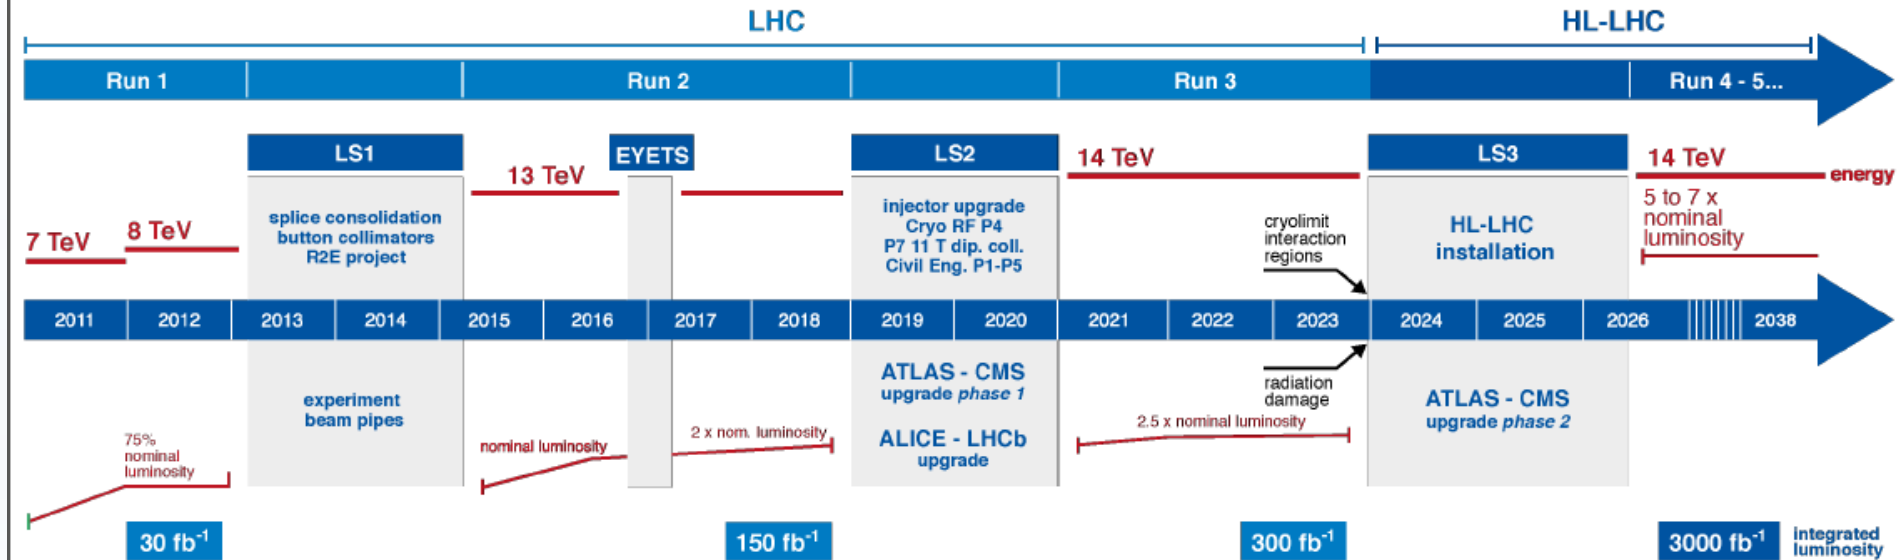 LHC
HL-LHC
Run 1
Run 2
Run 3
Run 4 - 5...
LS1
EYETS
LS2
LS3
7 TeV
8 TeV
13 TeV
14 TeV
14 TeV
energy
splice consolidation
button collimators
R2E project
injector upgrade
Cryo RF P4
P7 11 T dip. coll.
Civil Eng. P1-P5
cryolimit
interaction
regions
HL-LHC
installation
5 to 7 x
nominal
luminosity
2011
2012
2013
2014
2015
2016
2017
2018
2019
2020
2021
2022
2023
2024
2025
2026
2038
75%
nominal
luminosity
experiment
beam pipes
nominal luminosity
2 x nom. luminosity
ATLAS - CMS
upgrade phase 1
ALICE - LHCb
upgrade
radiation
damage
2.5 x nominal luminosity
ATLAS - CMS
upgrade phase 2
30 fb⁻¹
150 fb⁻¹
300 fb⁻¹
3000 fb⁻¹
integrated
luminosity